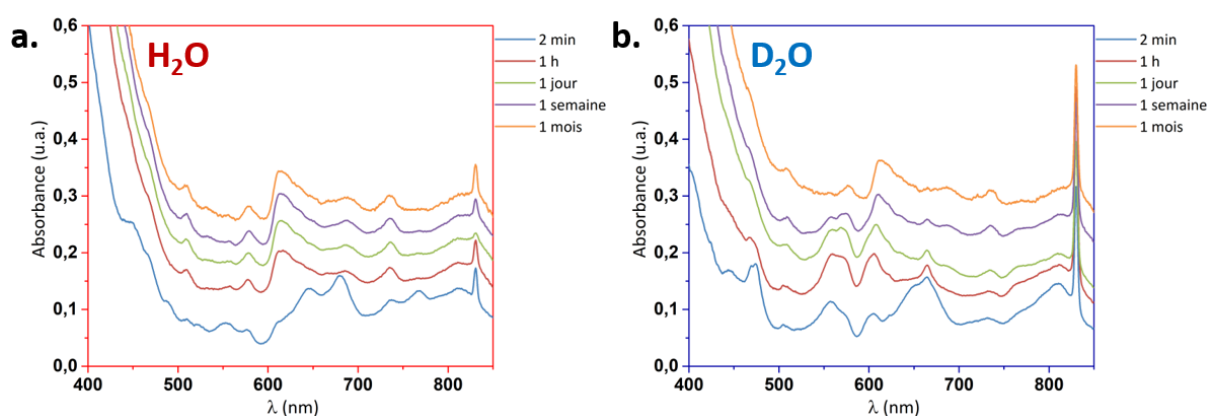 a.
H₂O
0,6
0,5
0,4
0,3
0,2
0,1
0,0
Absorbance (u.a.)
400 500 600 700 800
λ (nm)
2 min
1 h
1 jour
1 semaine
1 mois
b.
D₂O
0,6
0,5
0,4
0,3
0,2
0,1
0,0
Absorbance (u.a.)
400 500 600 700 800
λ (nm)
2 min
1 h
1 jour
1 semaine
1 mois